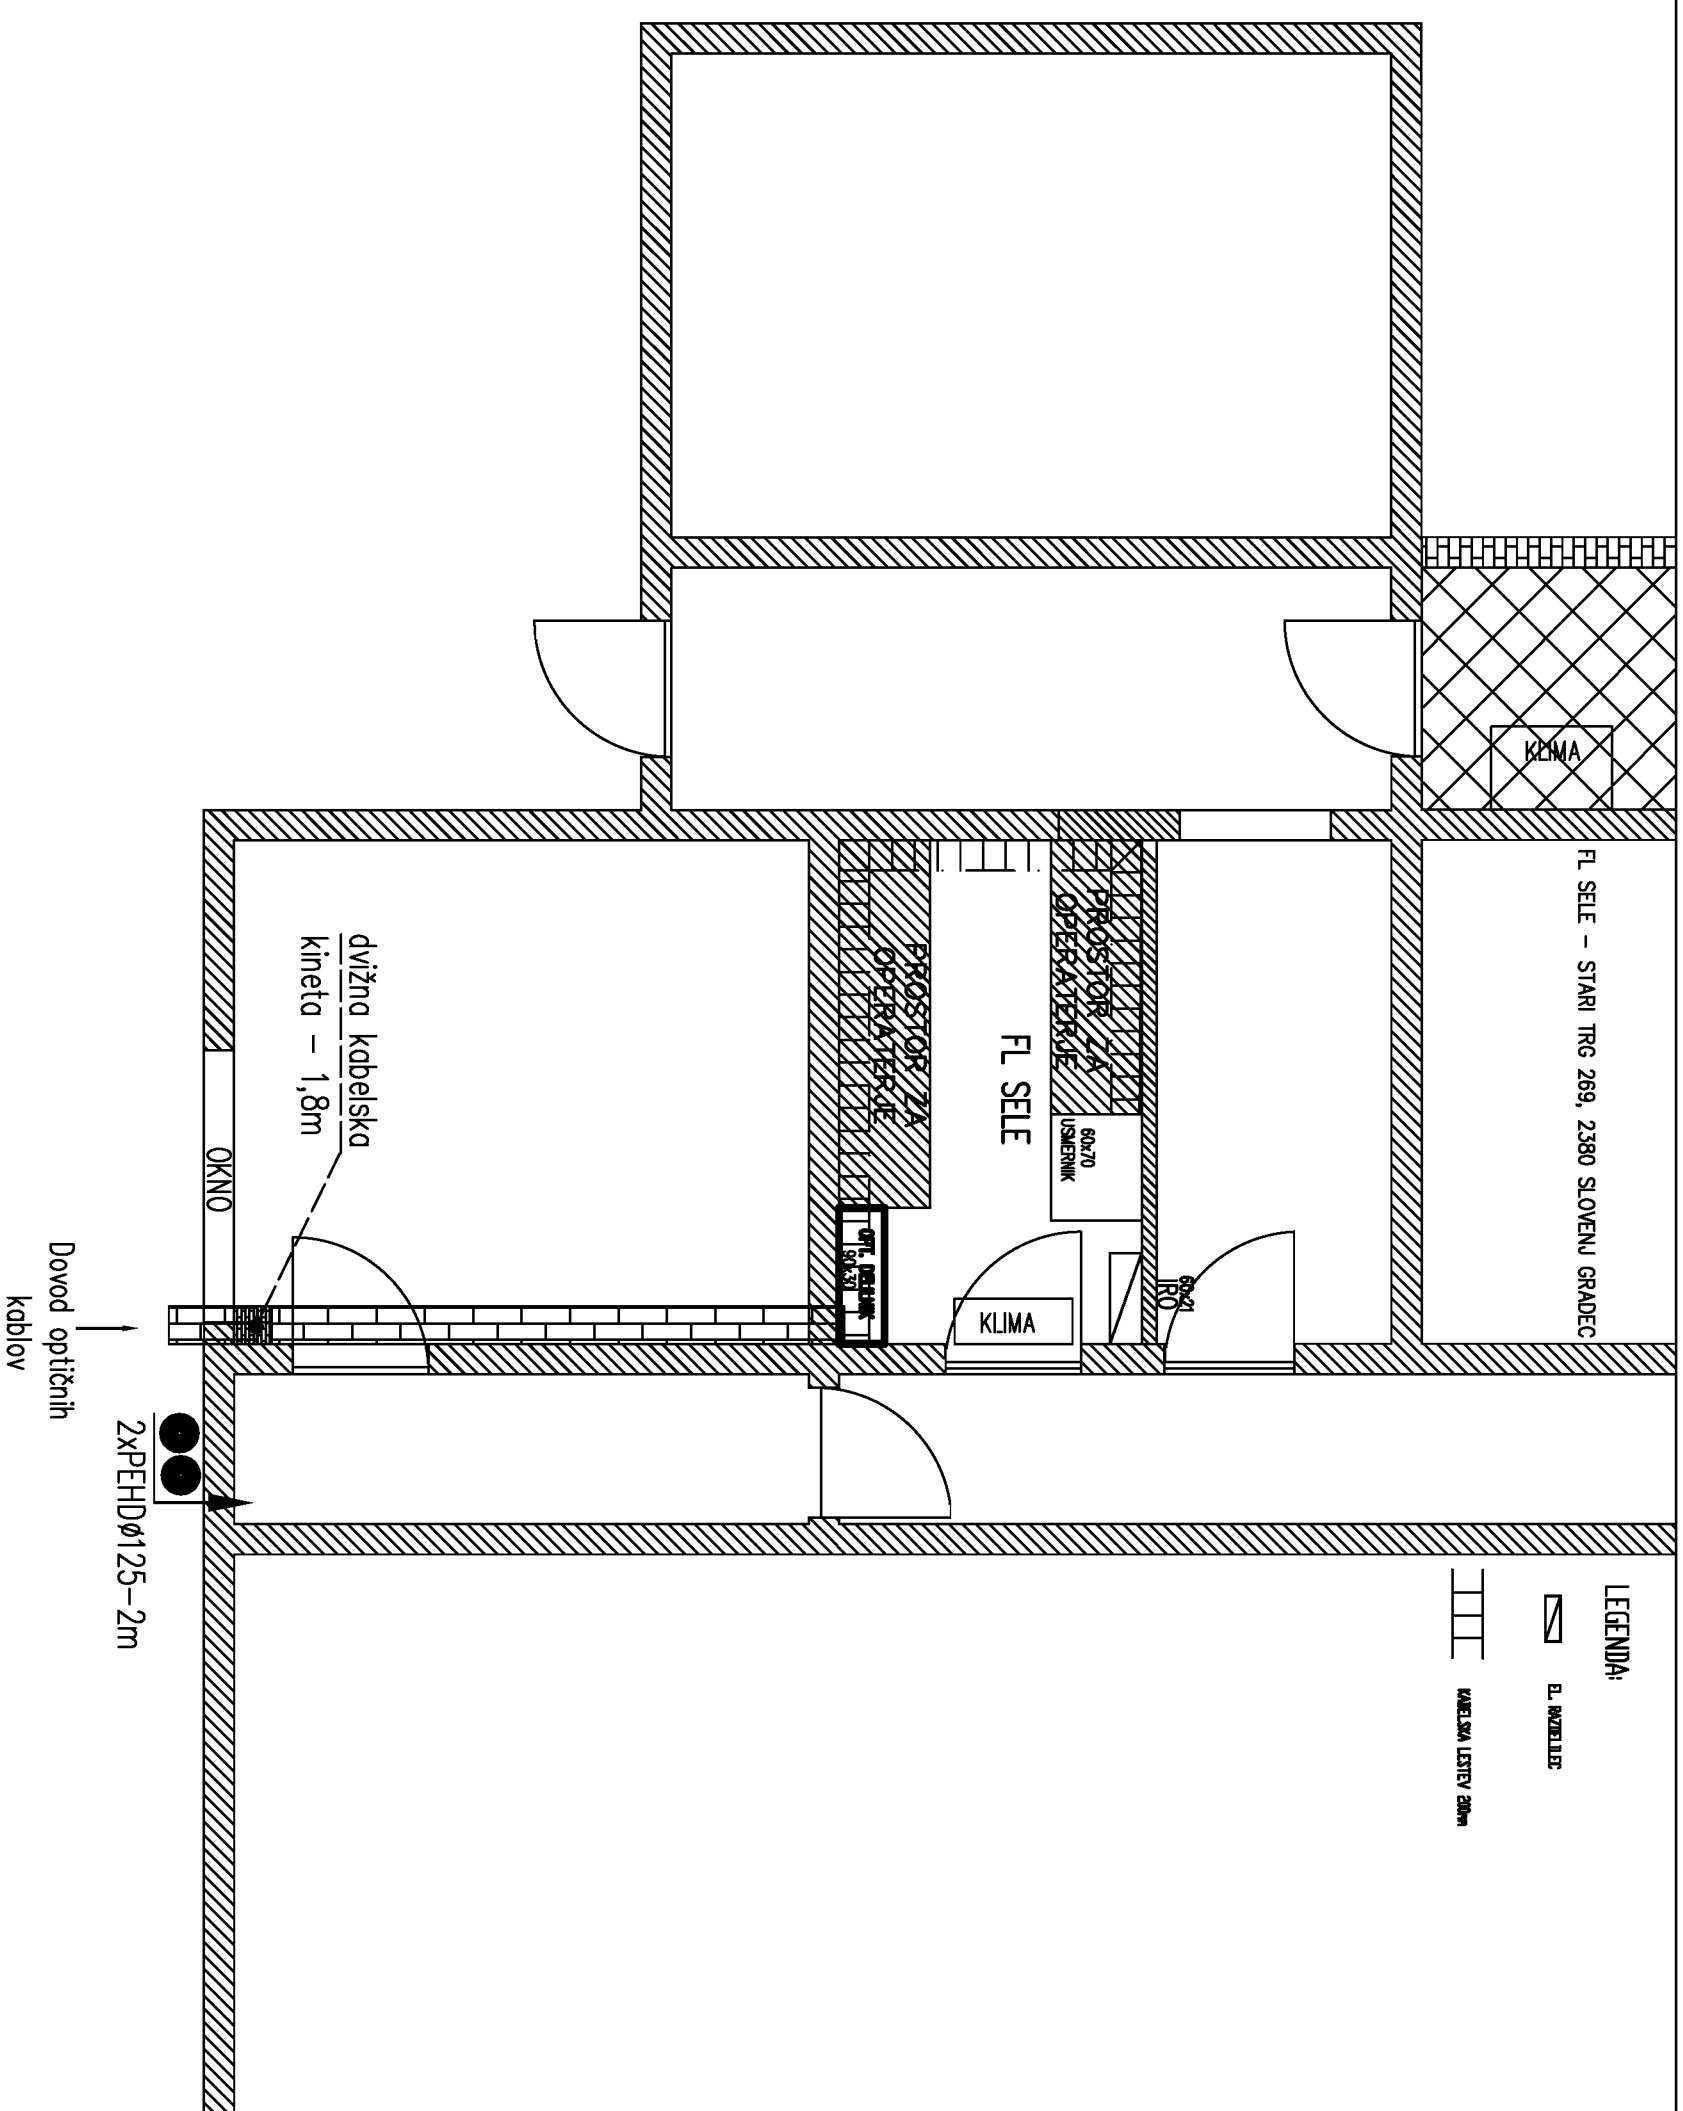 FL SELE - STARI TRG 269, 2380 SLOVENJ GRADEC
LEGENDA:
EL. RAZDELILEC
KABELSKA LESTEV 200mm
KLIMA
PROSTOR ZA
OPERATERJE
60x70
USMERNIK
60x21
IRO
FL SELE
KLIMA
PROSTOR ZA
OPERATERJE
OPT. DELILNIK
90x30
dvižna kabelska
kineta - 1,8m
OKNO
2xPEHDø125-2m
Dovod optičnih
kablov